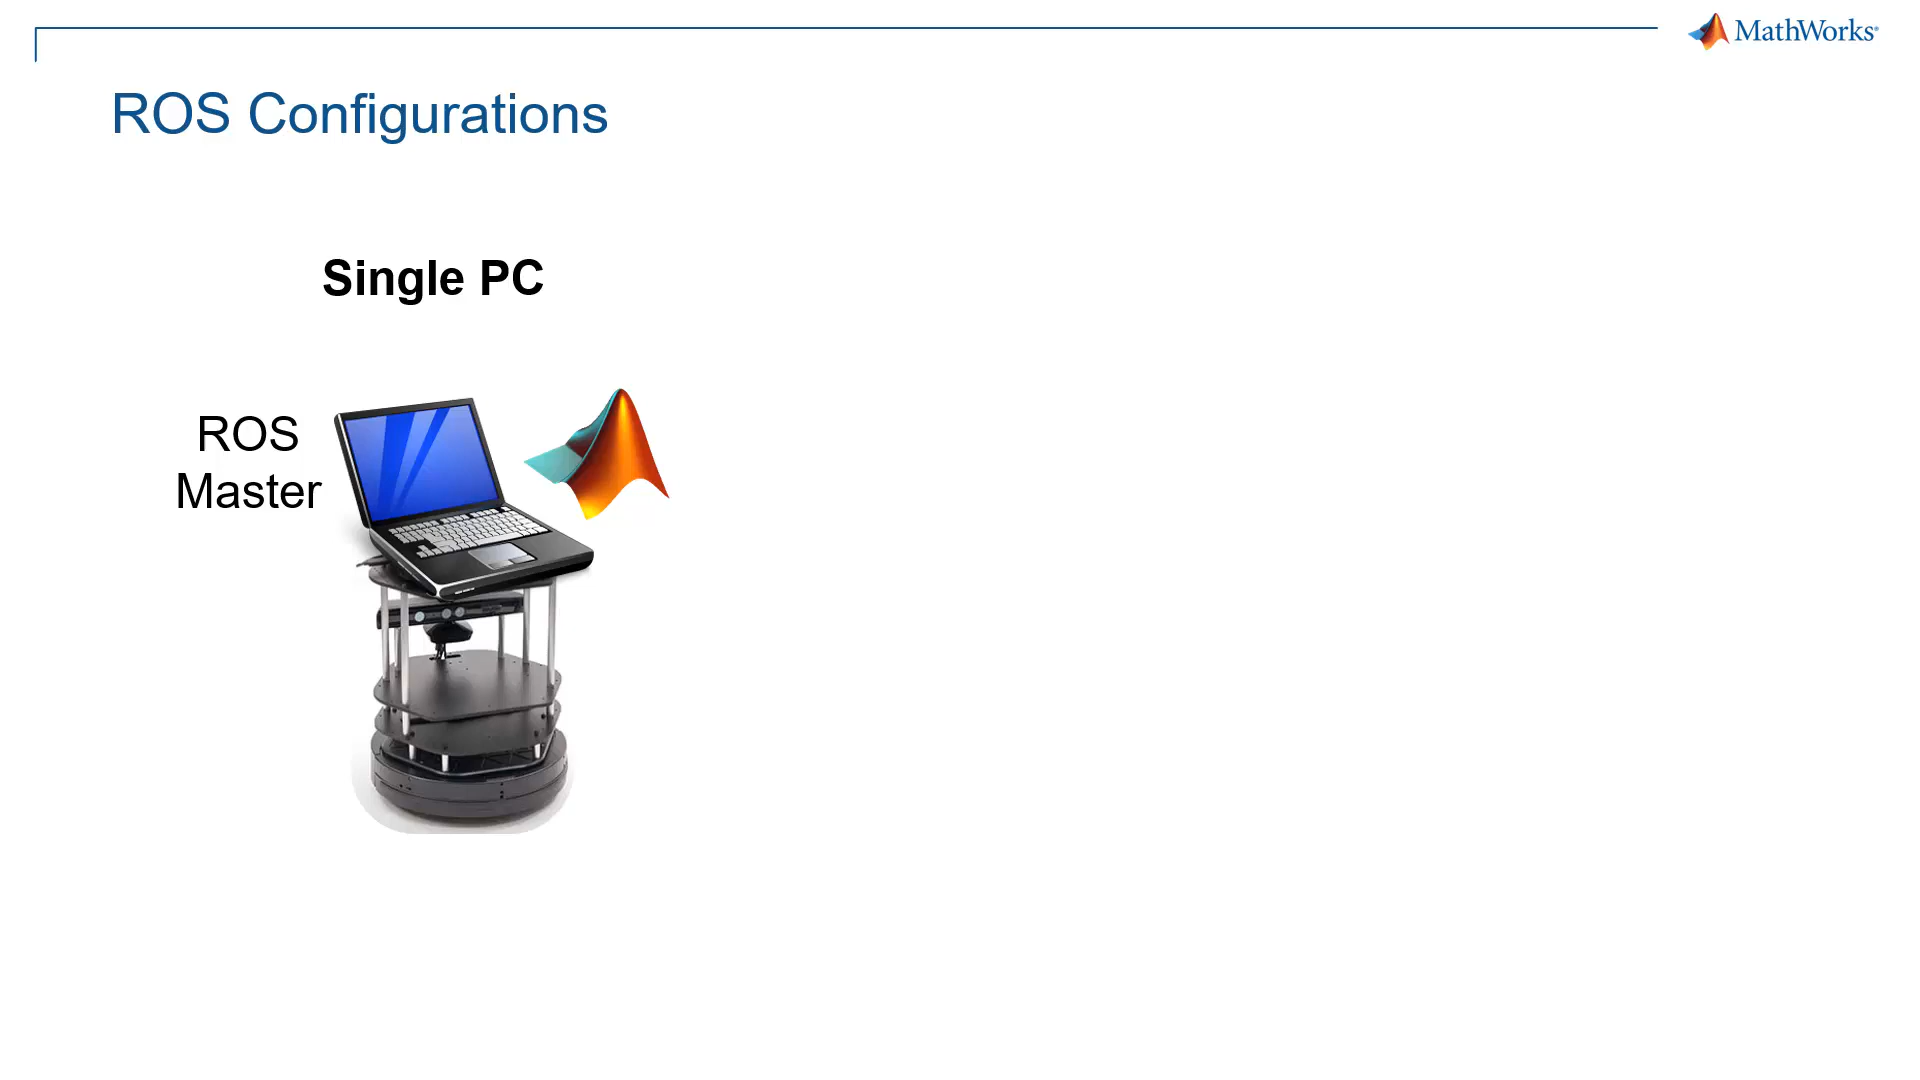 MathWorks®
ROS Configurations
Single PC
ROS
Master